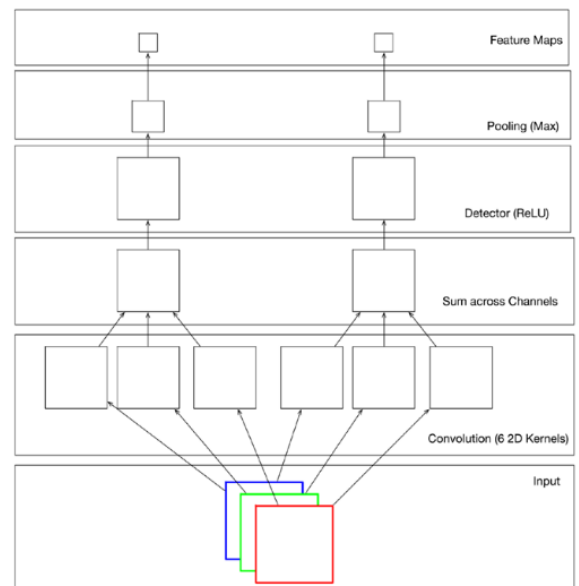 Feature Maps
Pooling (Max)
Detector (ReLU)
Sum across Channels
Convolution (6 2D Kernels)
Input